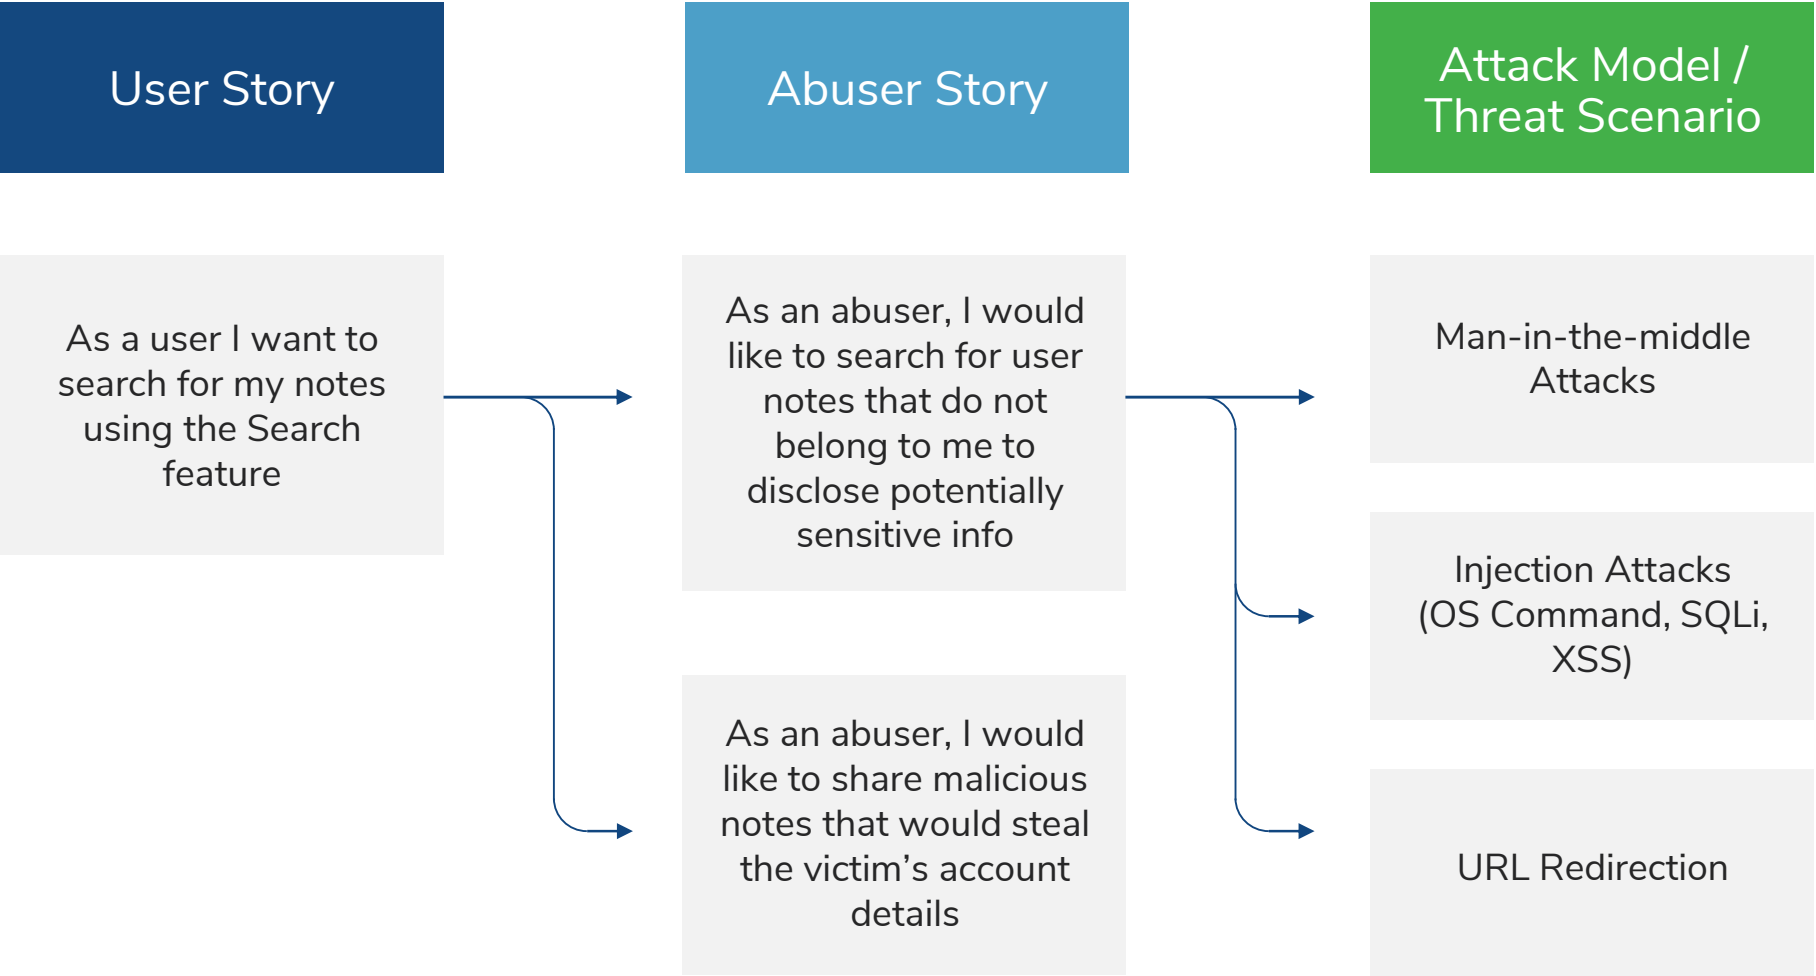 User Story
Abuser Story
Attack Model /
Threat Scenario
As a user I want to
search for my notes
using the Search
feature
As an abuser, I would
like to search for user
notes that do not
belong to me to
disclose potentially
sensitive info
As an abuser, I would
like to share malicious
notes that would steal
the victim’s account
details
Man-in-the-middle
Attacks
Injection Attacks
(OS Command, SQLi,
XSS)
URL Redirection